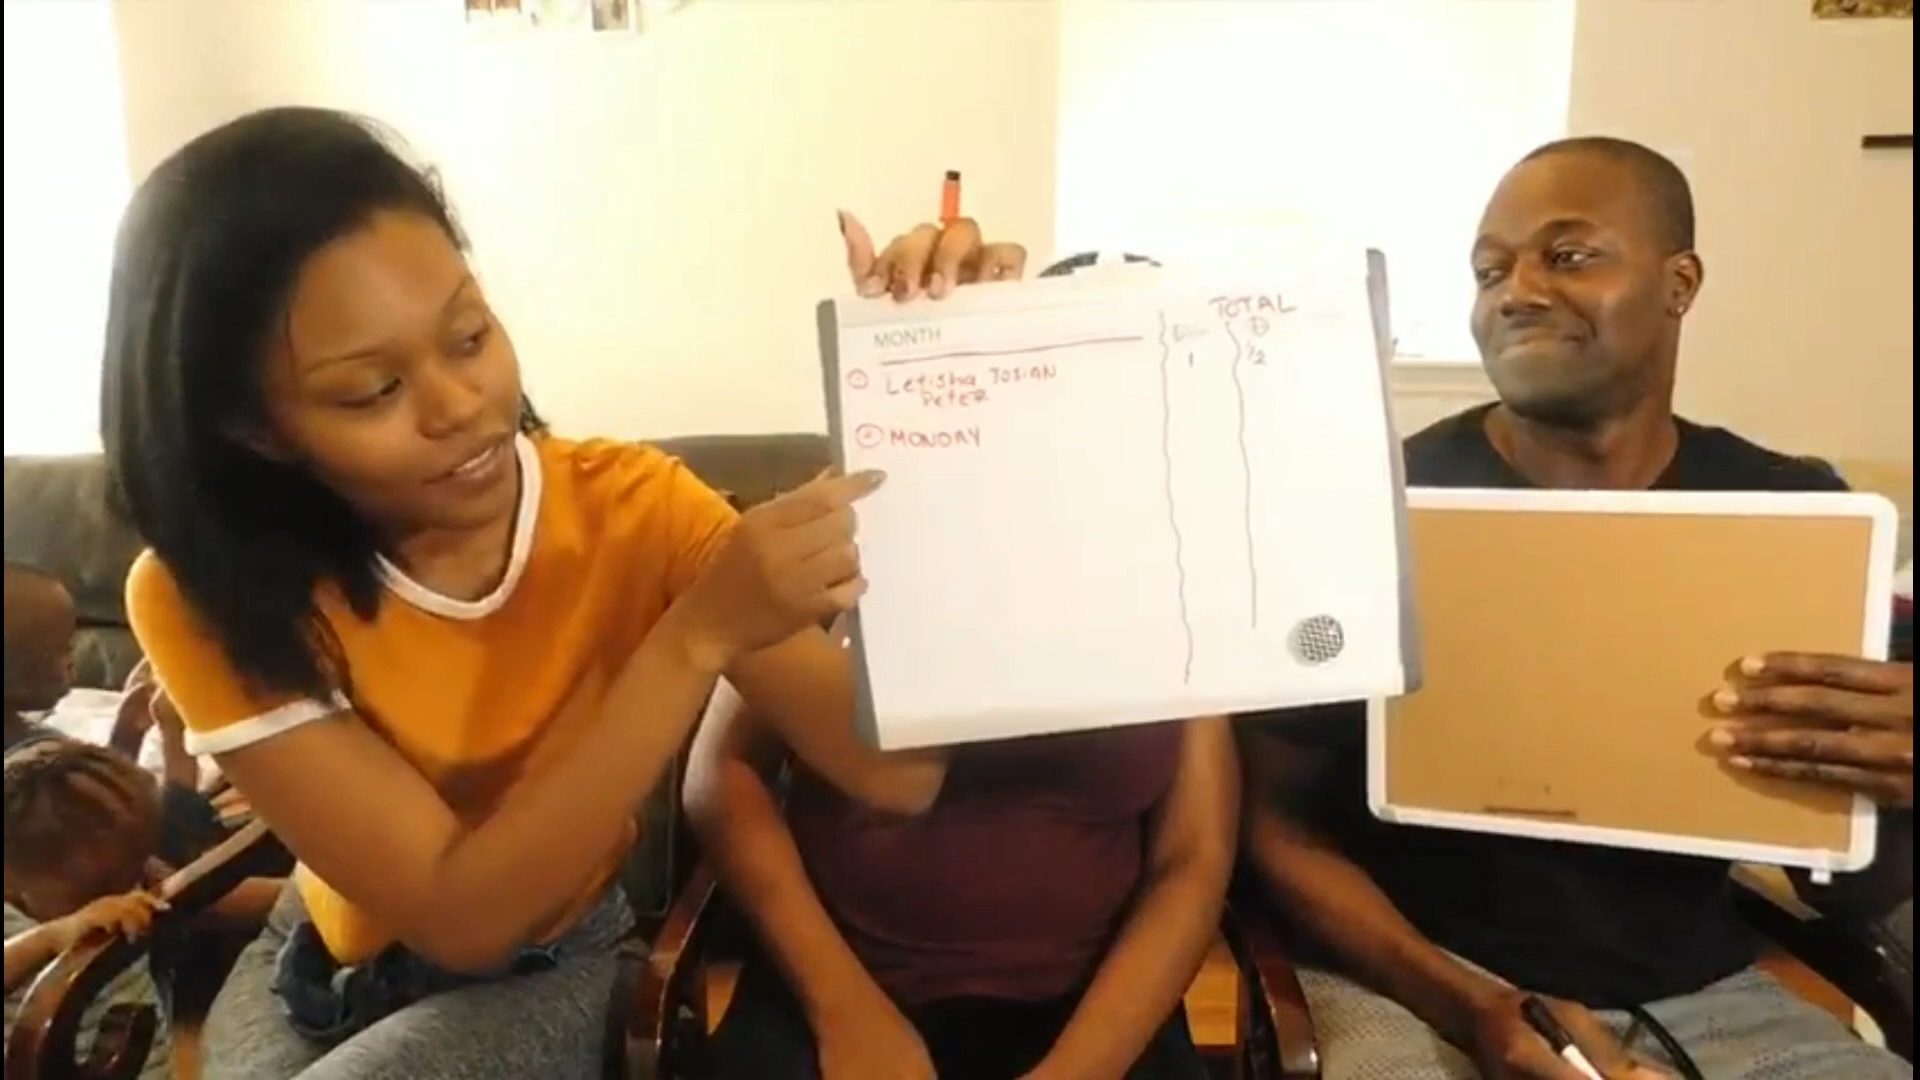 TOTAL
MONTH
D
1 1/2
Letisha JOSIAN
PeteR
MONDAY